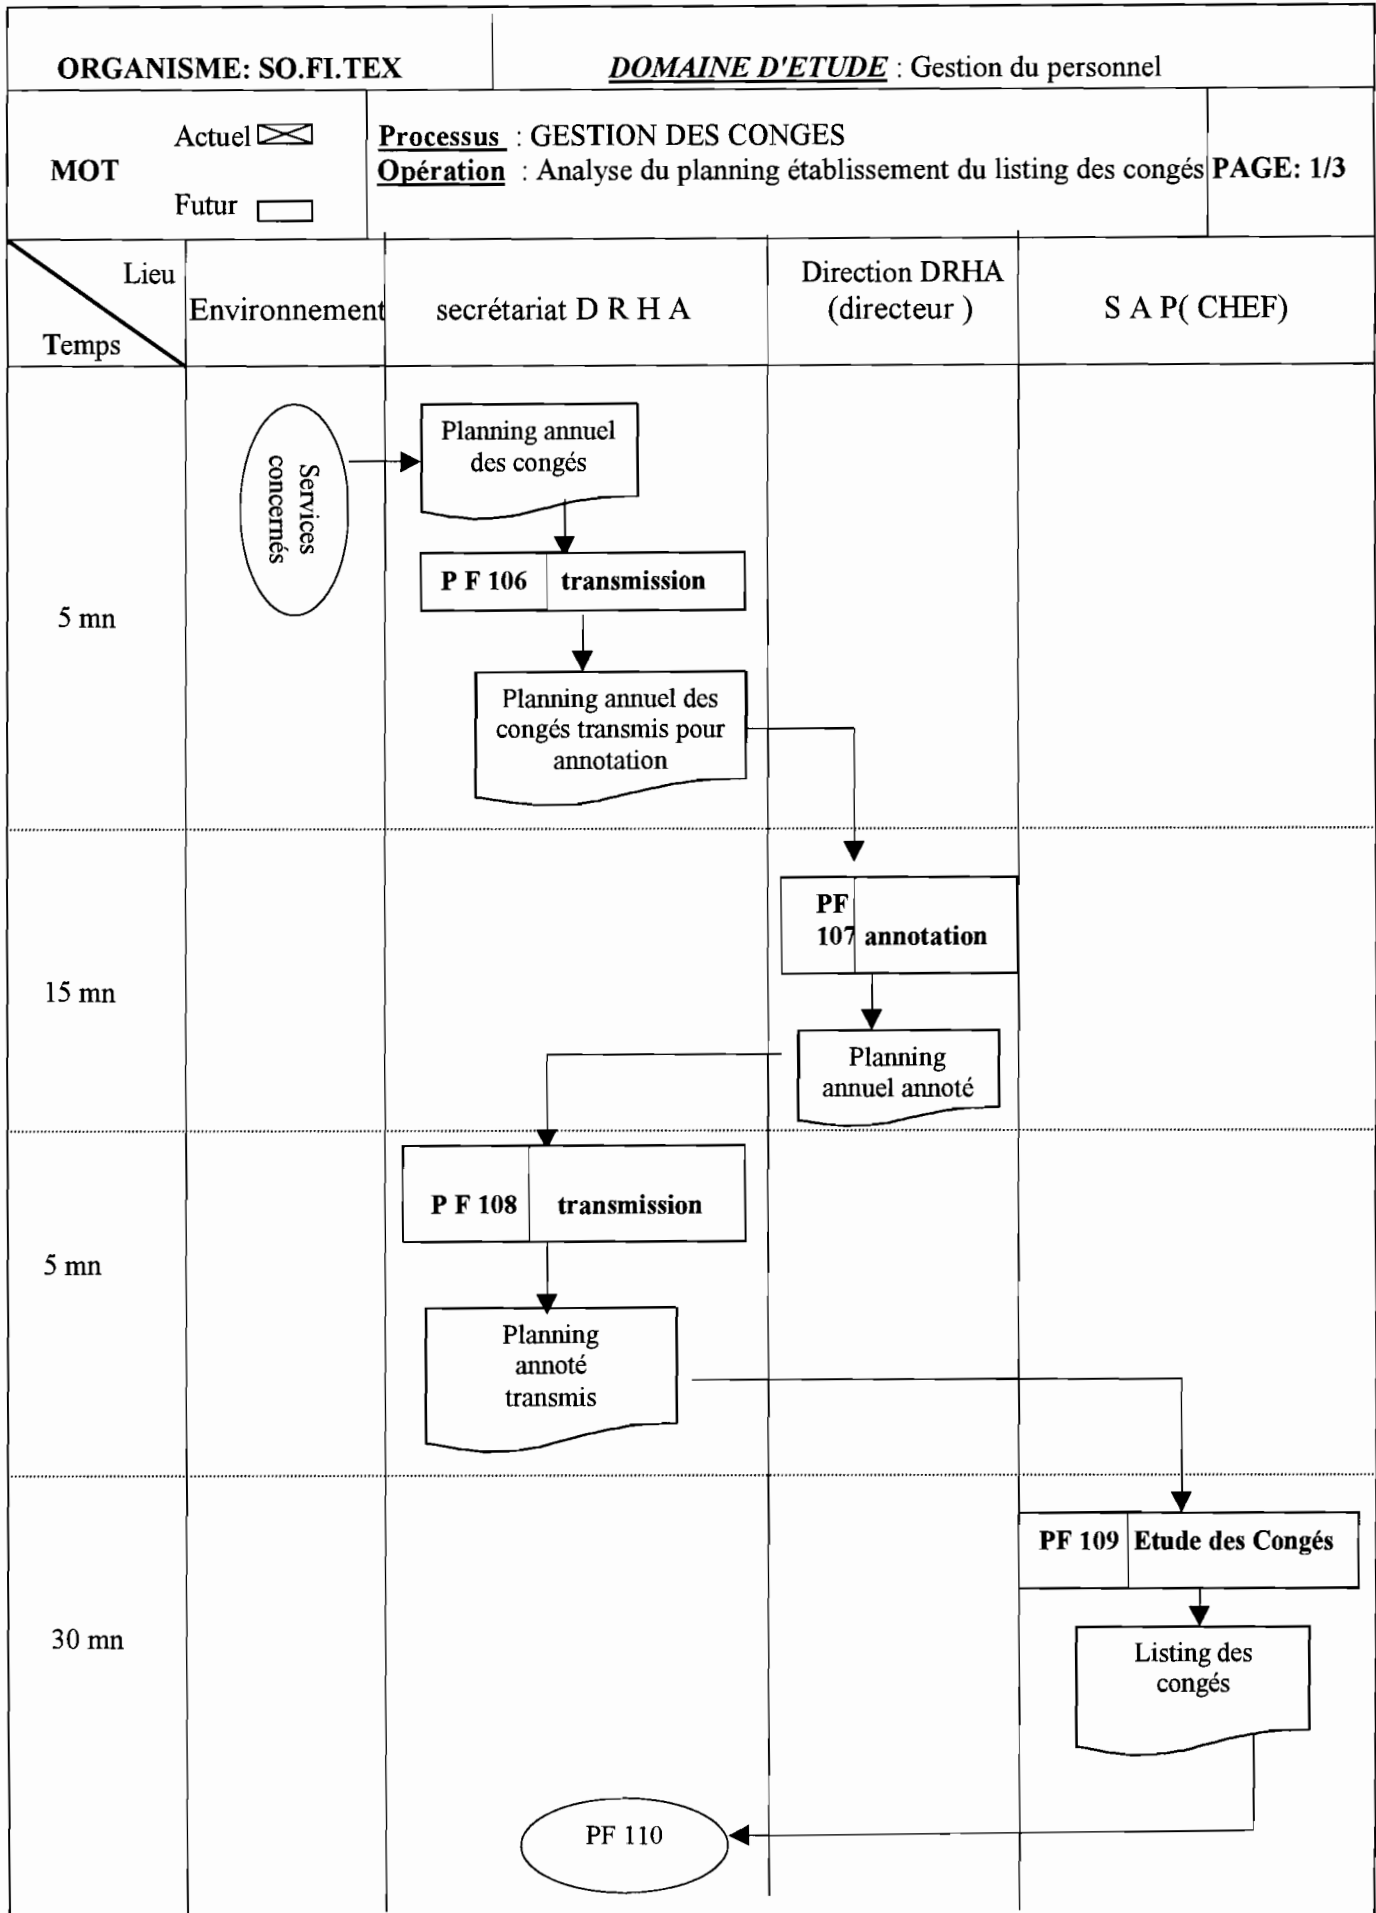 ORGANISME: SO.FI.TEX
DOMAINE D'ETUDE : Gestion du personnel
MOT
Actuel
Futur
Processus : GESTION DES CONGES
Opération : Analyse du planning établissement du listing des congés
PAGE: 1/3
Lieu
Temps
Environnement
secrétariat D R H A
Direction DRHA
(directeur )
S A P( CHEF)
5 mn
Services
concernés
Planning annuel
des congés
P F 106 transmission
Planning annuel des
congés transmis pour
annotation
15 mn
PF
107 annotation
Planning
annuel annoté
5 mn
P F 108 transmission
Planning
annoté
transmis
30 mn
PF 109 Etude des Congés
Listing des
congés
PF 110